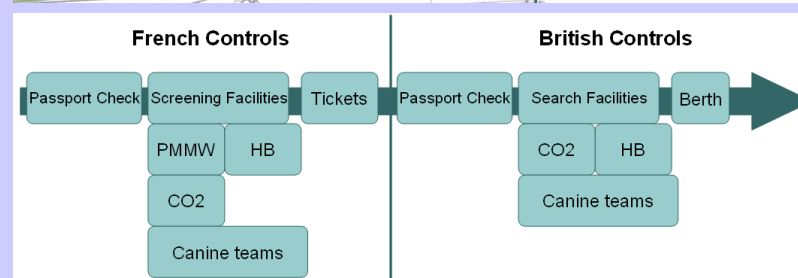 French Controls
British Controls
Passport Check
Screening Facilities
Tickets
Passport Check
Search Facilities
Berth
PMMW
HB
CO2
HB
CO2
Canine teams
Canine teams